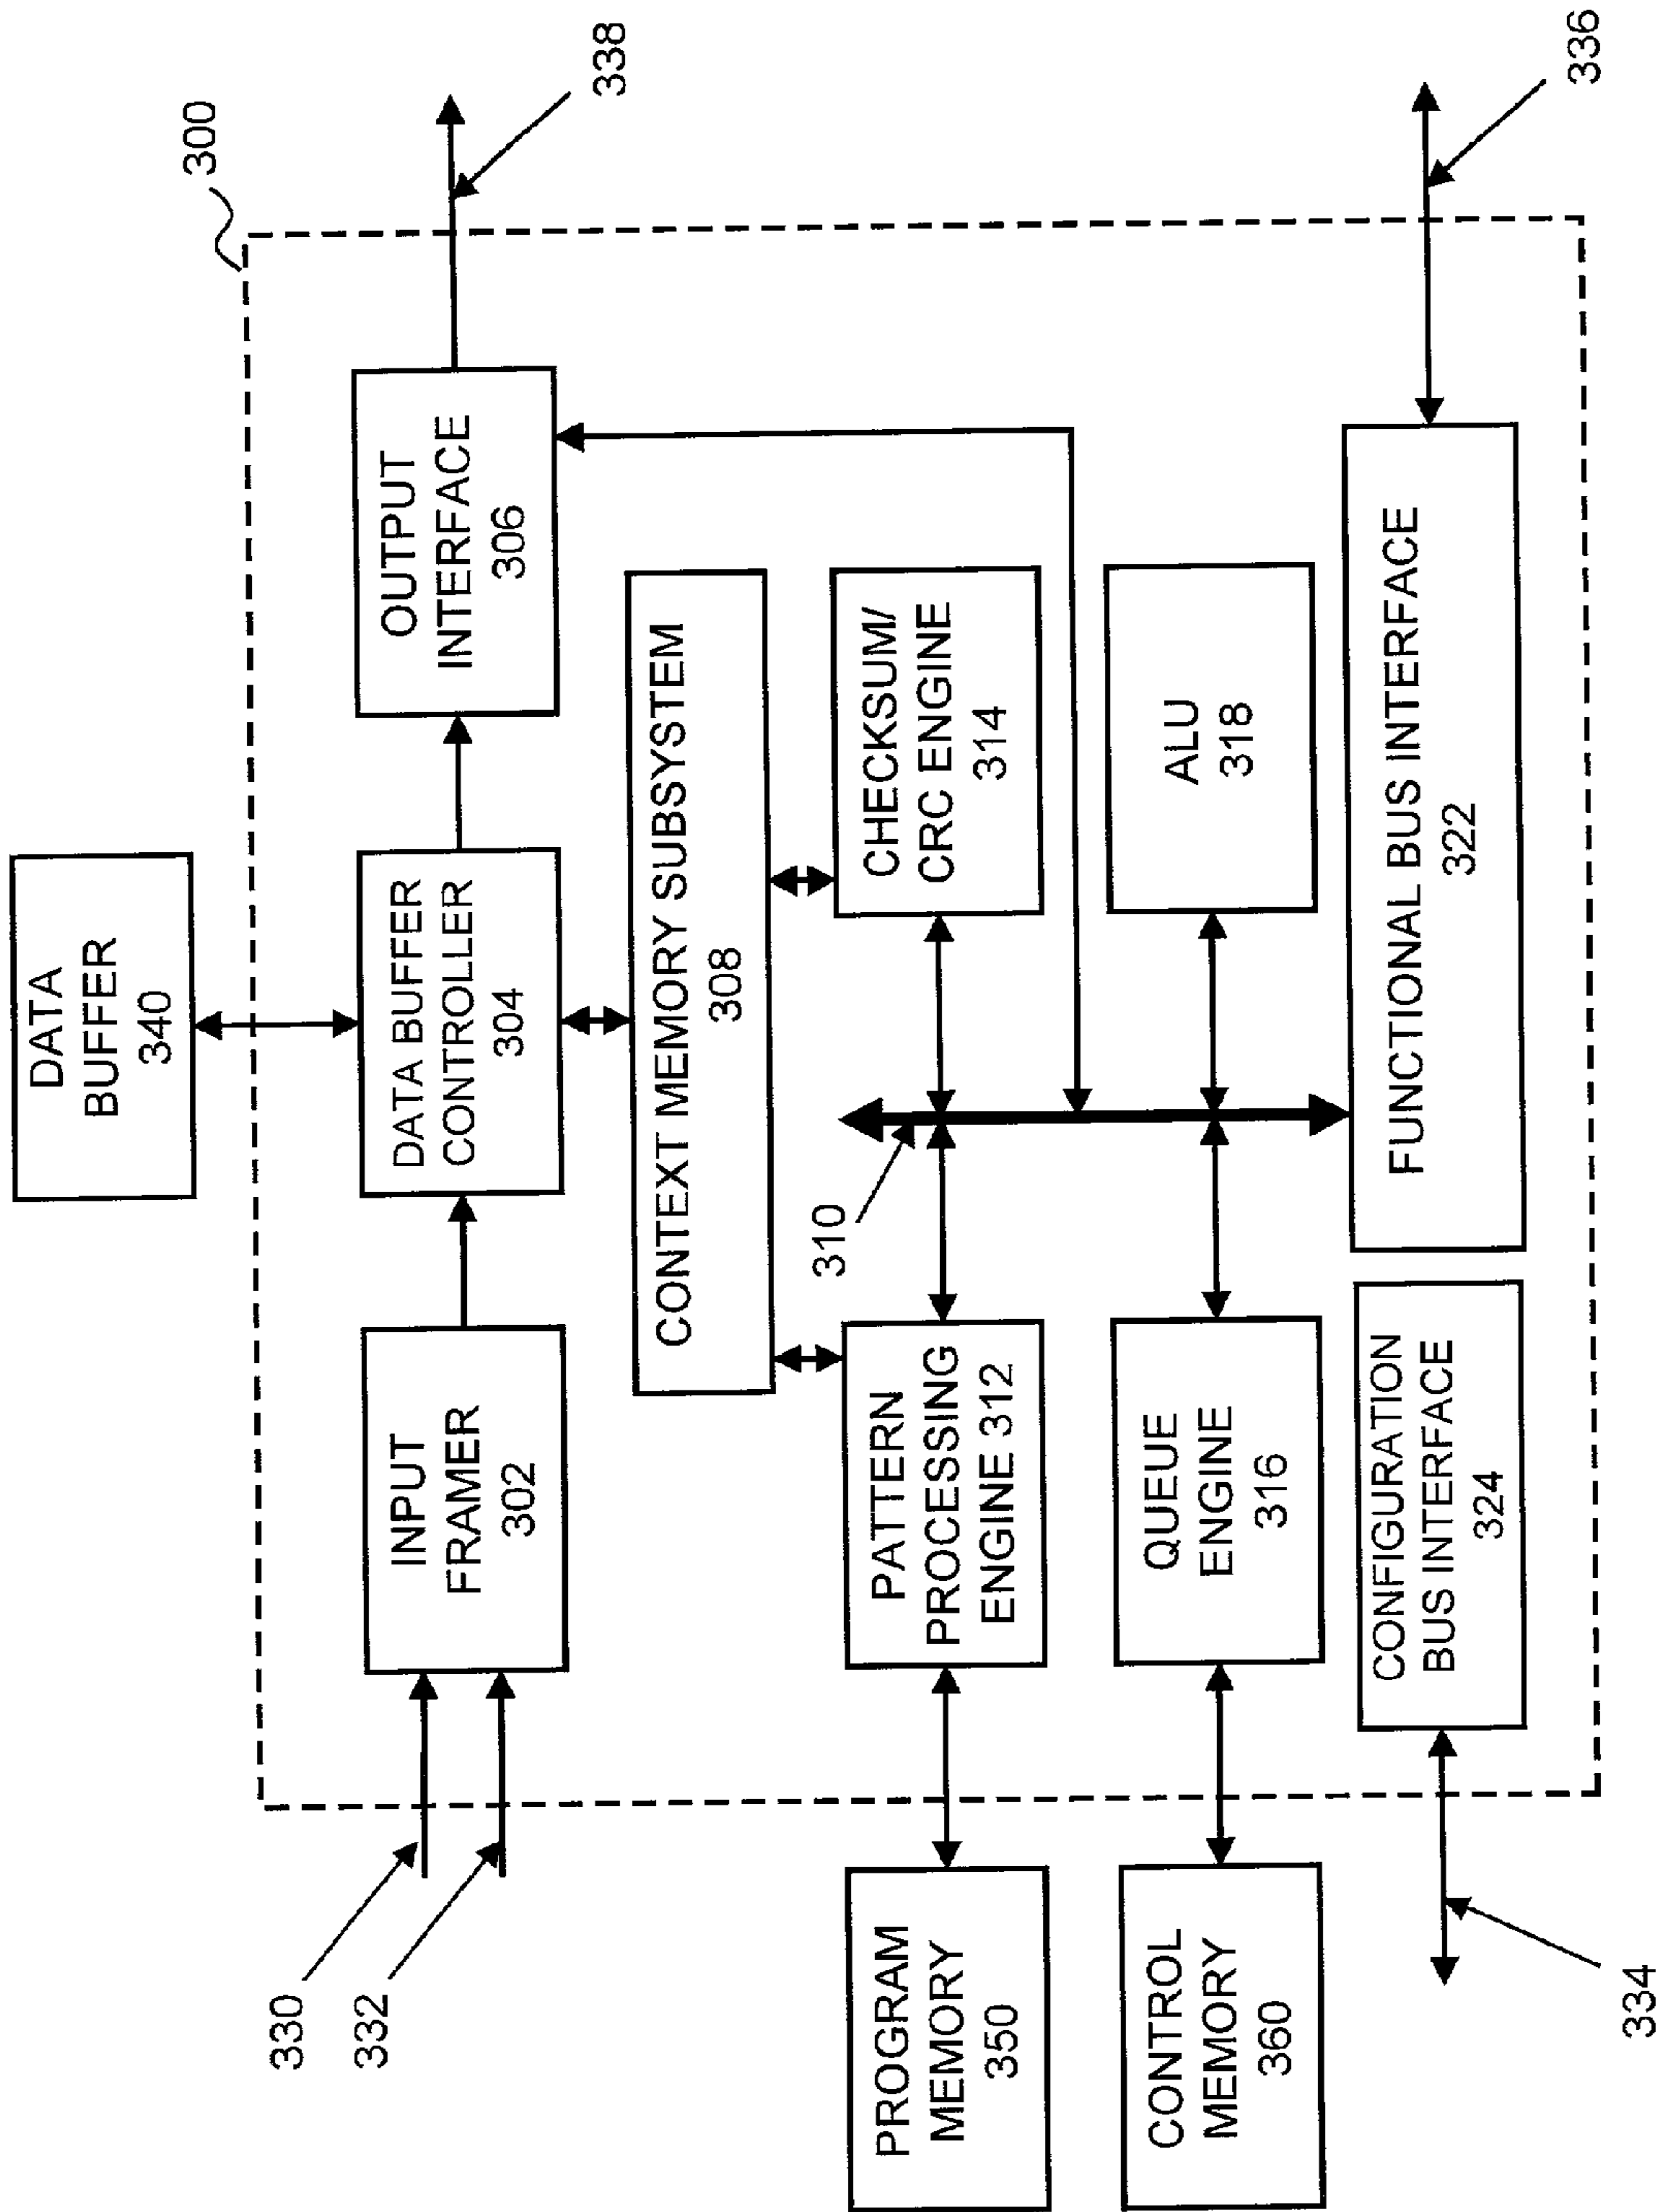 300
DATA
BUFFER
340
330
332
INPUT
FRAMER
302
DATA BUFFER
CONTROLLER
304
OUTPUT
INTERFACE
306
338
CONTEXT MEMORY SUBSYSTEM
308
PROGRAM
MEMORY
350
PATTERN
PROCESSING
ENGINE 312
310
CHECKSUM/
CRC ENGINE
314
CONTROL
MEMORY
360
QUEUE
ENGINE
316
ALU
318
334
CONFIGURATION
BUS INTERFACE
324
FUNCTIONAL BUS INTERFACE
322
336